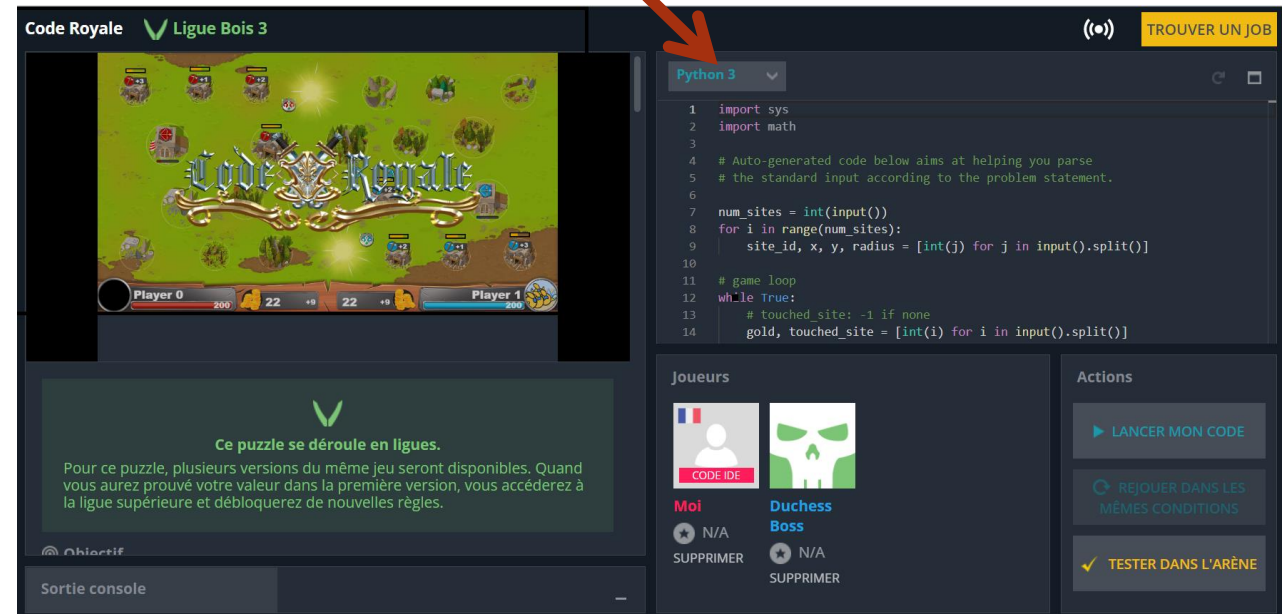 Code Royale Ligue Bois 3
TROUVER UN JOB
Code Royale
Player 0
200
22 +9 22 +9
Player 1
200
Ce puzzle se déroule en ligues.
Pour ce puzzle, plusieurs versions du même jeu seront disponibles. Quand
vous aurez prouvé votre valeur dans la première version, vous accéderez à
la ligue supérieure et débloquerez de nouvelles règles.
Objectif
Sortie console
Python 3
1 import sys
2 import math
3
4 # Auto-generated code below aims at helping you parse
5 # the standard input according to the problem statement.
6
7 num_sites = int(input())
8 for i in range(num_sites):
9 site_id, x, y, radius = [int(j) for j in input().split()]
10
11 # game loop
12 while True:
13 # touched_site: -1 if none
14 gold, touched_site = [int(i) for i in input().split()]
Joueurs
CODE IDE
Moi
N/A
SUPPRIMER
Duchess
Boss
N/A
SUPPRIMER
Actions
LANCER MON CODE
REJOUER DANS LES
MÊMES CONDITIONS
TESTER DANS L'ARÈNE